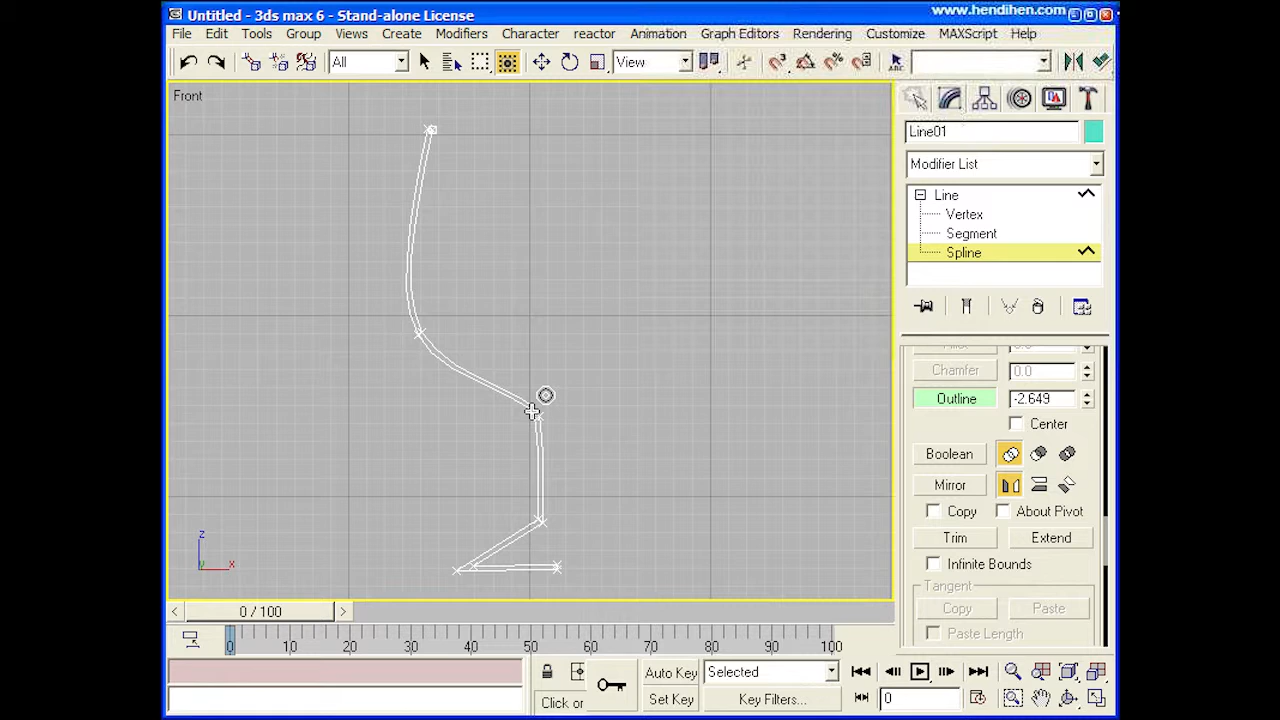 www.hendihen.com
Untitled - 3ds max 6 - Stand-alone License
File Edit Tools Group Views Create Modifiers Character reactor Animation Graph Editors Rendering Customize MAXScript Help
All View ABC
Front
Line01
Modifier List
Line
Vertex
Segment
Spline
Chamfer 0.0
Outline -2.649
Center
Boolean
Mirror
Copy About Pivot
Trim Extend
Infinite Bounds
Tangent
Copy Paste
Paste Length
z
y x
0 / 100
0 10 20 30 40 50 60 70 80 90 100
Auto Key Selected
Click or Set Key Key Filters... 0